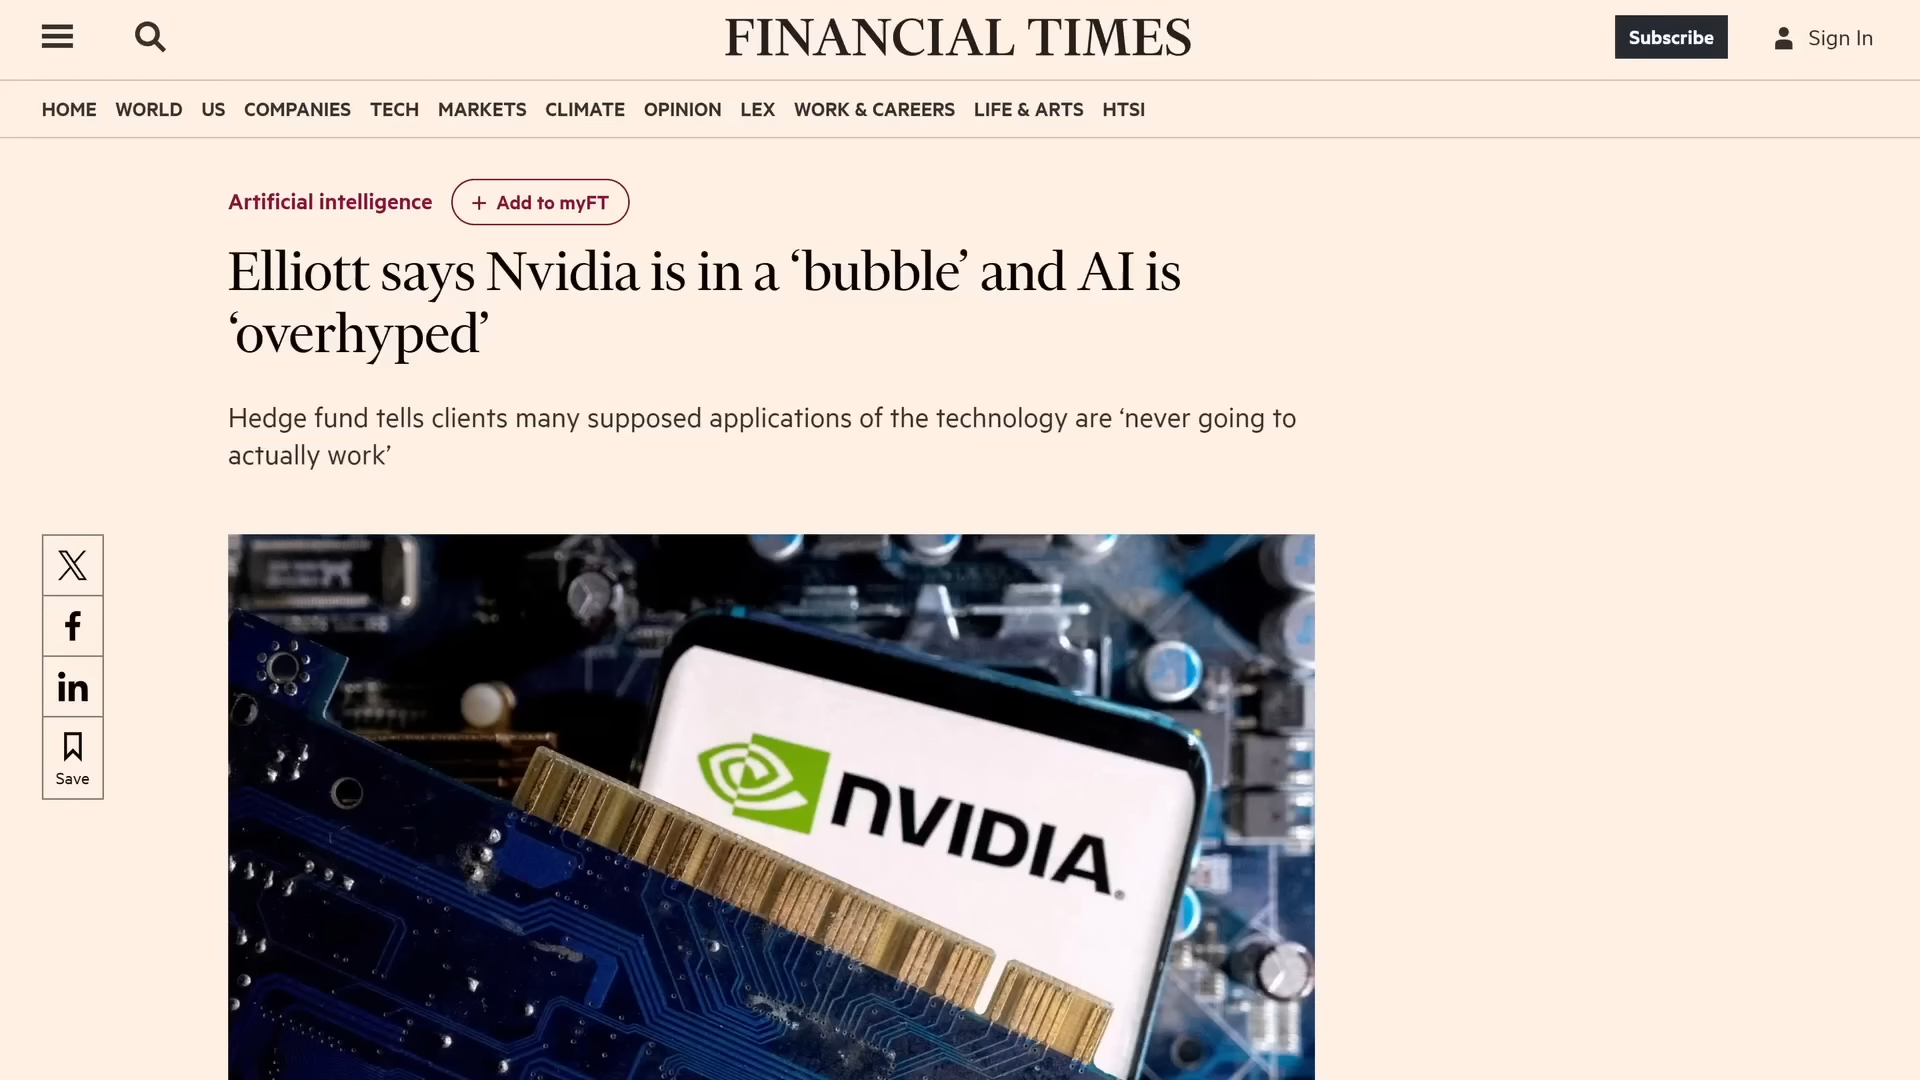 FINANCIAL TIMES
Subscribe
Sign In
HOME WORLD US COMPANIES TECH MARKETS CLIMATE OPINION LEX WORK & CAREERS LIFE & ARTS HTSI
Artificial intelligence
+ Add to myFT
Elliott says Nvidia is in a ‘bubble’ and AI is
‘overhyped’
Hedge fund tells clients many supposed applications of the technology are ‘never going to
actually work’
Save
NVIDIA